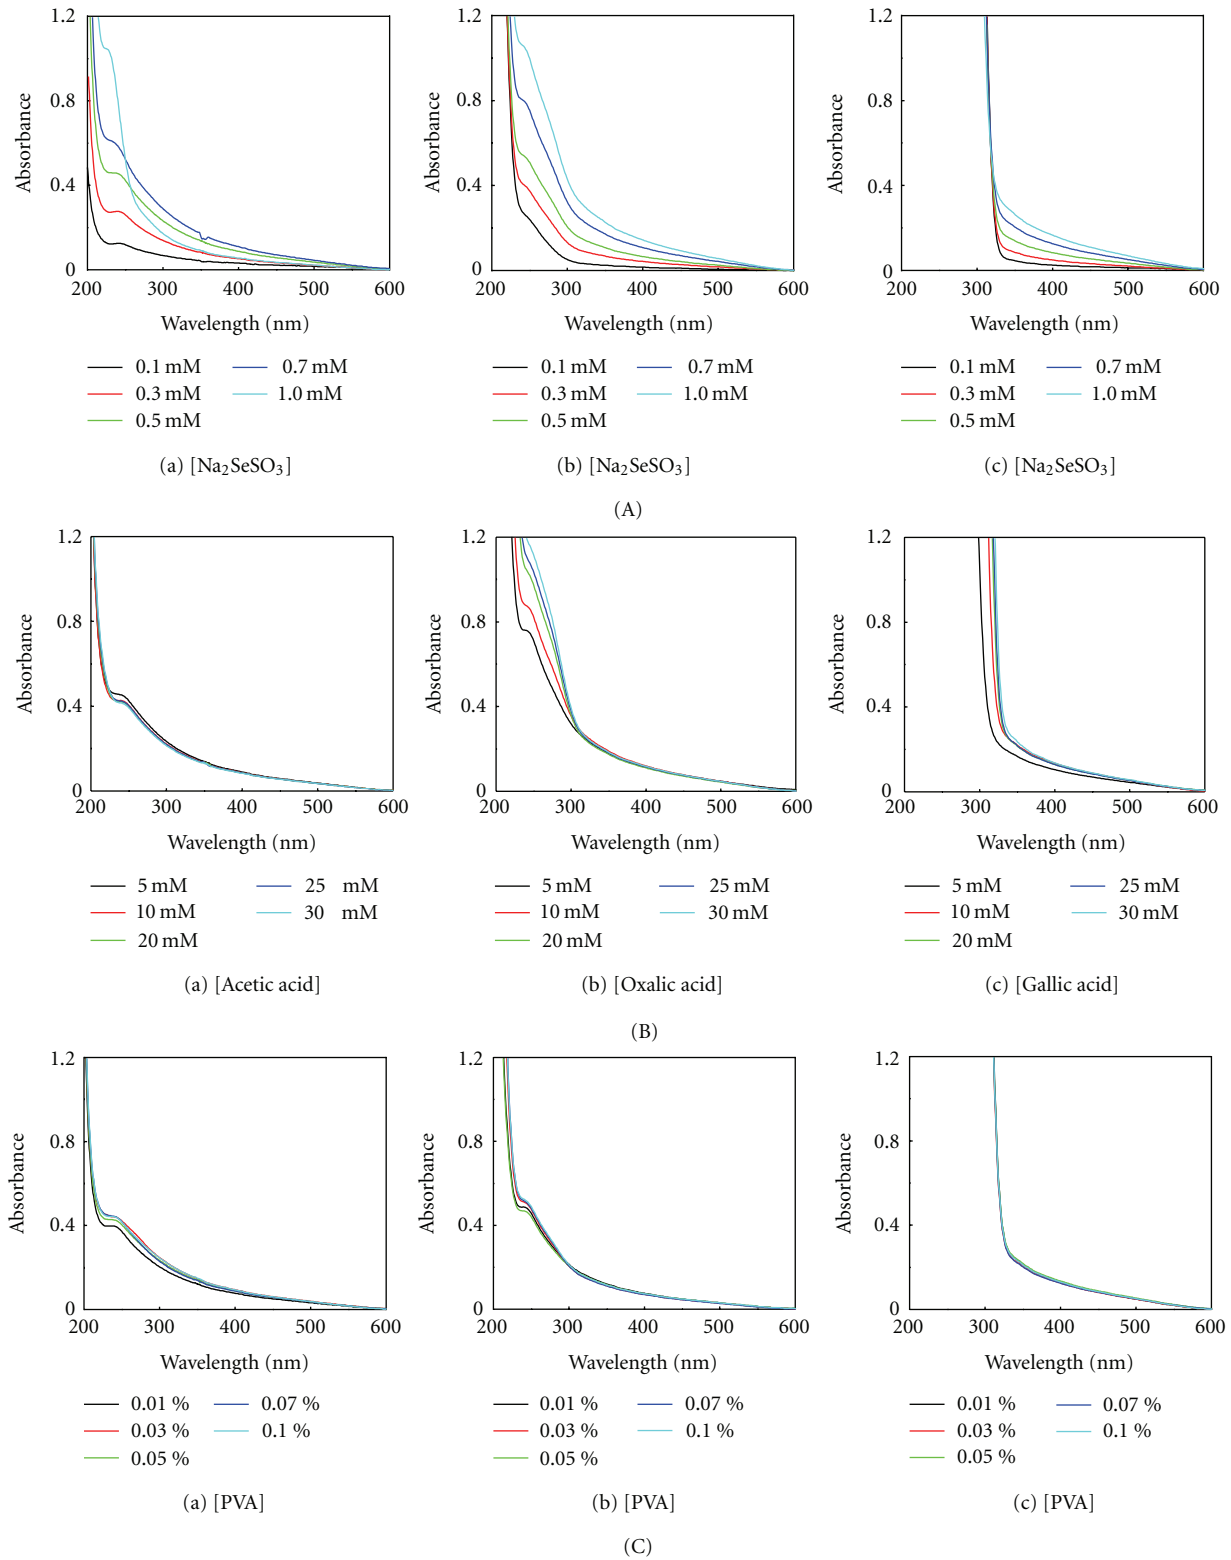 1.2 1.2 1.2
0.8 0.8 0.8
0.4 0.4 0.4
0 0 0
Absorbance Absorbance Absorbance
200 300 400 500 600 200 300 400 500 600 200 300 400 500 600
Wavelength (nm) Wavelength (nm) Wavelength (nm)
0.1 mM 0.7 mM 0.1 mM 0.7 mM 0.1 mM 0.7 mM
0.3 mM 1.0 mM 0.3 mM 1.0 mM 0.3 mM 1.0 mM
0.5 mM 0.5 mM 0.5 mM
(a) [Na₂SeSO₃] (b) [Na₂SeSO₃] (c) [Na₂SeSO₃]
(A)
1.2 1.2 1.2
0.8 0.8 0.8
0.4 0.4 0.4
0 0 0
Absorbance Absorbance Absorbance
200 300 400 500 600 200 300 400 500 600 200 300 400 500 600
Wavelength (nm) Wavelength (nm) Wavelength (nm)
5 mM 25 mM 5 mM 25 mM 5 mM 25 mM
10 mM 30 mM 10 mM 30 mM 10 mM 30 mM
20 mM 20 mM 20 mM
(a) [Acetic acid] (b) [Oxalic acid] (c) [Gallic acid]
(B)
1.2 1.2 1.2
0.8 0.8 0.8
0.4 0.4 0.4
0 0 0
Absorbance Absorbance Absorbance
200 300 400 500 600 200 300 400 500 600 200 300 400 500 600
Wavelength (nm) Wavelength (nm) Wavelength (nm)
0.01 % 0.07 % 0.01 % 0.07 % 0.01 % 0.07 %
0.03 % 0.1 % 0.03 % 0.1 % 0.03 % 0.1 %
0.05 % 0.05 % 0.05 %
(a) [PVA] (b) [PVA] (c) [PVA]
(C)